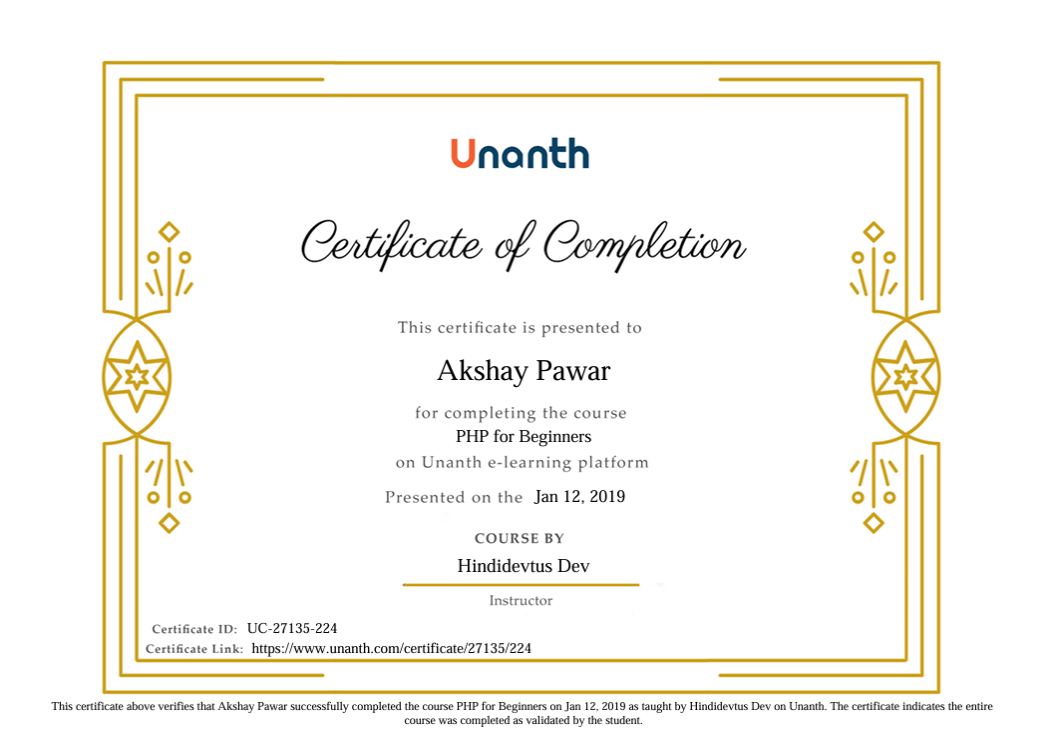 Unanth
Certificate of Completion
This certificate is presented to
Akshay Pawar
for completing the course
PHP for Beginners
on Unanth e-learning platform
Presented on the Jan 12, 2019
COURSE BY
Hindidevtus Dev
Instructor
Certificate ID: UC-27135-224
Certificate Link: https://www.unanth.com/certificate/27135/224
This certificate above verifies that Akshay Pawar successfully completed the course PHP for Beginners on Jan 12, 2019 as taught by Hindidevtus Dev on Unanth. The certificate indicates the entire
course was completed as validated by the student.